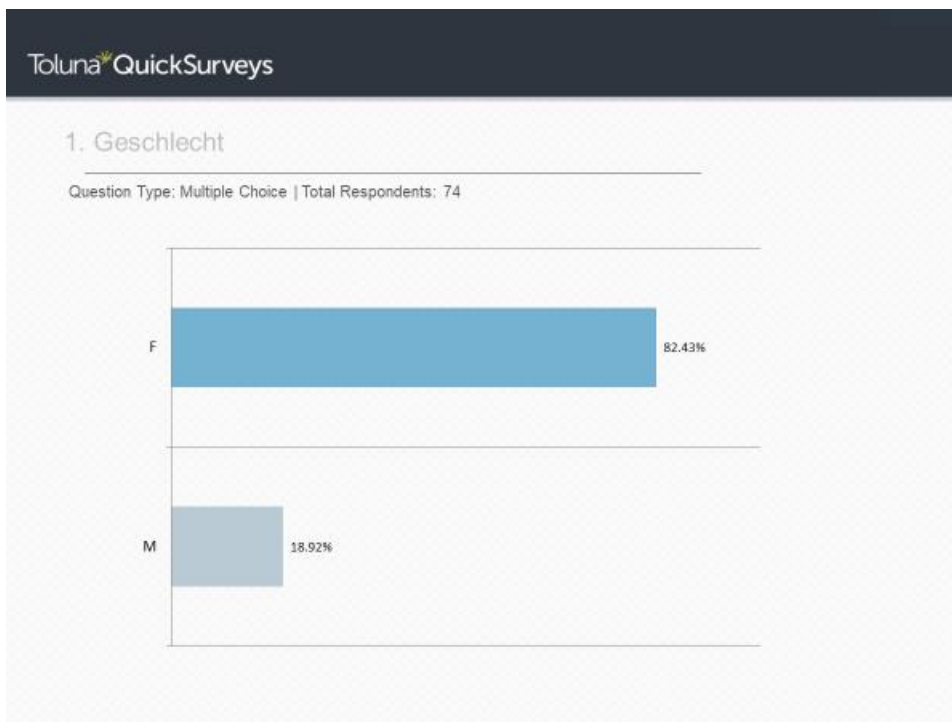 Toluna QuickSurveys
1. Geschlecht
Question Type: Multiple Choice | Total Respondents: 74
F
82.43%
M
18.92%